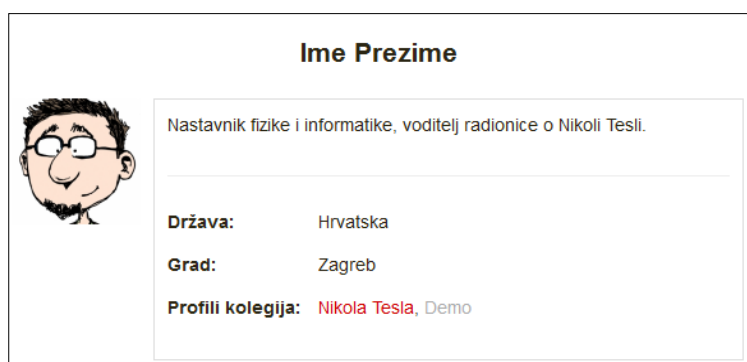 Ime Prezime
Nastavnik fizike i informatike, voditelj radionice o Nikoli Tesli.
Država: Hrvatska
Grad: Zagreb
Profili kolegija: Nikola Tesla, Demo